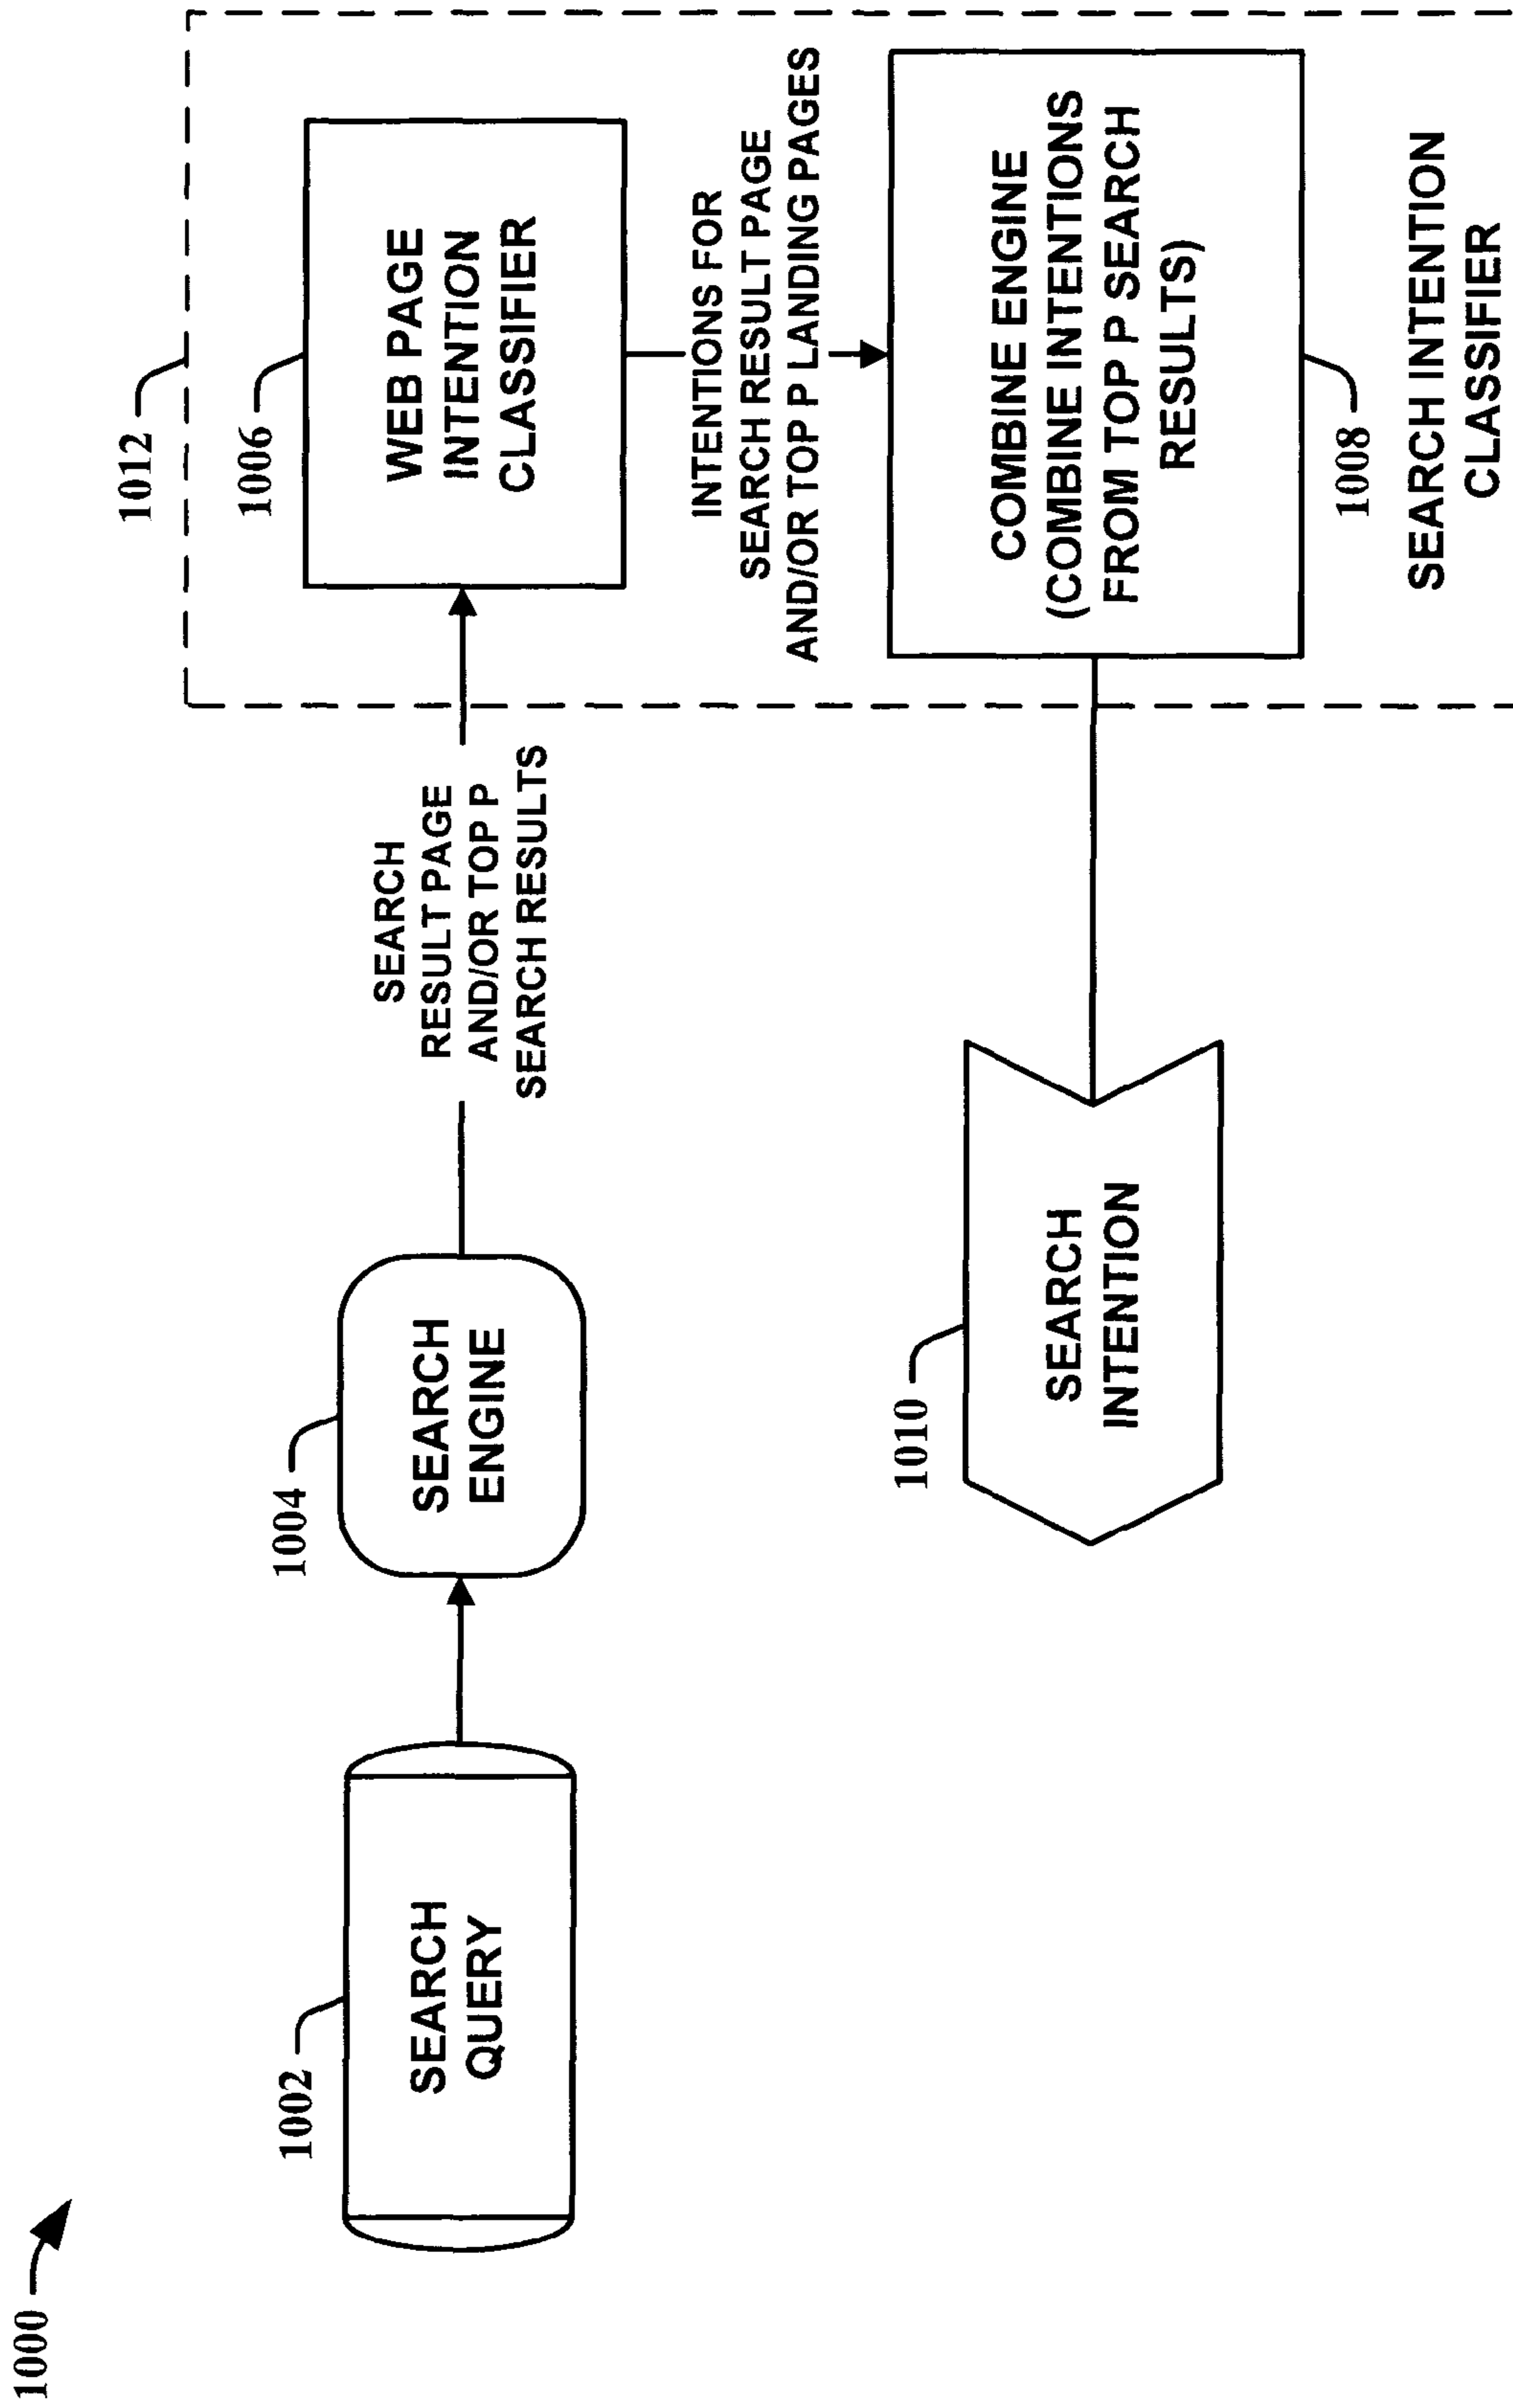 1000
1002
SEARCH
QUERY
1004
SEARCH
ENGINE
SEARCH
RESULT PAGE
AND/OR TOP P
SEARCH RESULTS
1012
1006
WEB PAGE
INTENTION
CLASSIFIER
INTENTIONS FOR
SEARCH RESULT PAGE
AND/OR TOP P LANDING PAGES
COMBINE ENGINE
(COMBINE INTENTIONS
FROM TOP P SEARCH
RESULTS)
1008
1010
SEARCH
INTENTION
SEARCH INTENTION
CLASSIFIER